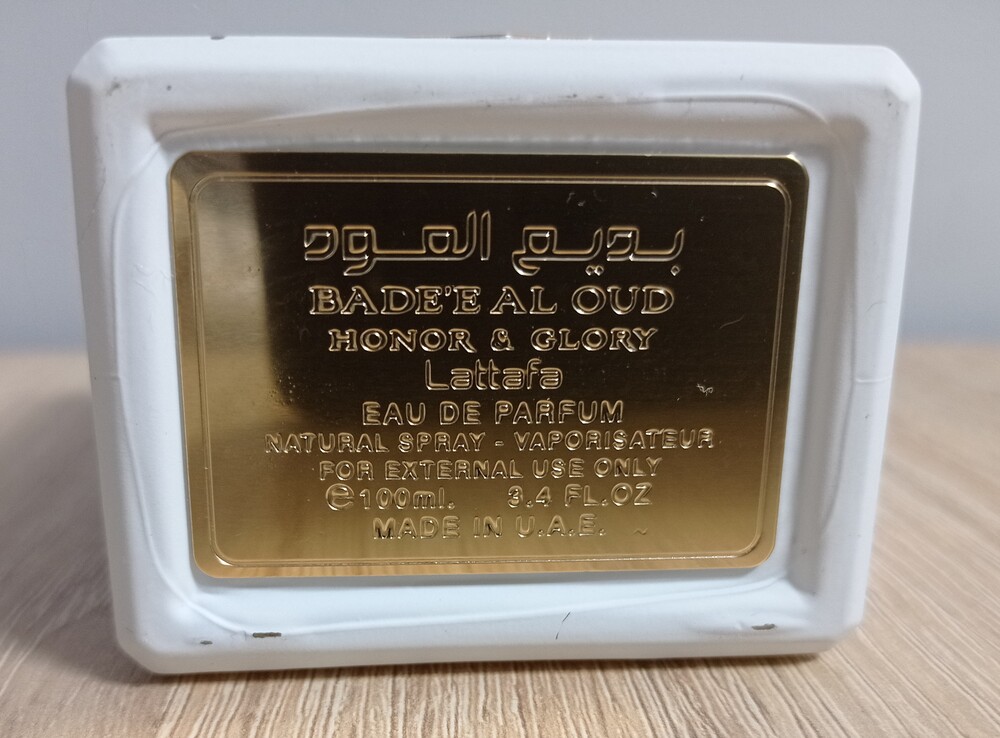 بديع العود
BADE'E AL OUD
HONOR & GLORY
Lattafa
EAU DE PARFUM
NATURAL SPRAY - VAPORISATEUR
FOR EXTERNAL USE ONLY
℮100ml. 3.4 FL.OZ
MADE IN U.A.E. ~